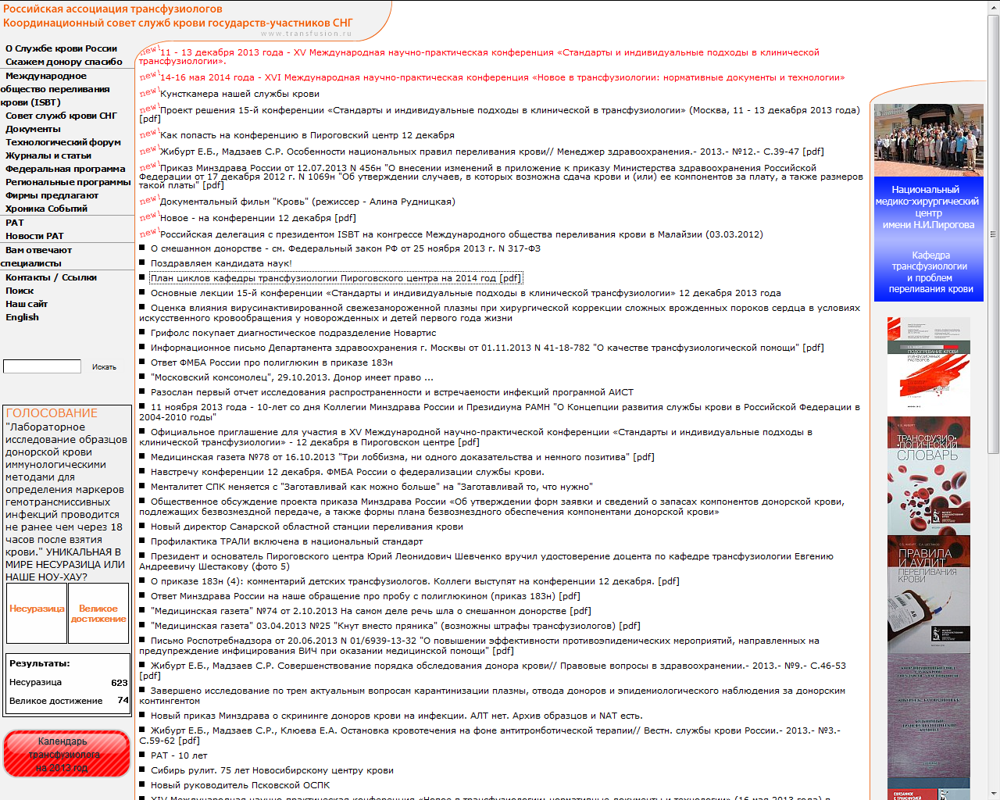 Российская ассоциация трансфузиологов
Координационный совет служб крови государств-участников СНГ
www.transfusion.ru
О Службе крови России
Скажем донору спасибо
Международное
общество переливания
крови (ISBT)
Совет служб крови СНГ
Документы
Технологический форум
Журналы и статьи
Федеральная программа
Региональные программы
Фирмы предлагают
Хроника Событий
РАТ
Новости РАТ
Вам отвечают
специалисты
Контакты / Ссылки
Поиск
Наш сайт
English
Искать
ГОЛОСОВАНИЕ
"Лабораторное
исследование образцов
донорской крови
иммунологическими
методами для
определения маркеров
гемотрансмиссивных
инфекций проводится
не ранее чем через 18
часов после взятия
крови." УНИКАЛЬНАЯ В
МИРЕ НЕСУРАЗИЦА ИЛИ
НАШЕ НОУ-ХАУ?
Несуразица
Великое
достижение
Результаты:
Несуразица 623
Великое достижение 74
Календарь
трансфузиолога
на 2013 год
new! 11 - 13 декабря 2013 года - XV Международная научно-практическая конференция «Стандарты и индивидуальные подходы в клинической
трансфузиологии».
new! 14-16 мая 2014 года - XVI Международная научно-практическая конференция «Новое в трансфузиологии: нормативные документы и технологии»
new! Кунсткамера нашей службы крови
new! Проект решения 15-й конференции «Стандарты и индивидуальные подходы в клинической в трансфузиологии» (Москва, 11 - 13 декабря 2013 года)
[pdf]
new! Как попасть на конференцию в Пироговский центр 12 декабря
new! Жибурт Е.Б., Мадзаев С.Р. Особенности национальных правил переливания крови// Менеджер здравоохранения.- 2013.- №12.- С.39-47 [pdf]
new! Приказ Минздрава России от 12.07.2013 N 456н "О внесении изменений в приложение к приказу Министерства здравоохранения Российской
Федерации от 17 декабря 2012 г. N 1069н "Об утверждении случаев, в которых возможна сдача крови и (или) ее компонентов за плату, а также размеров
такой платы" [pdf]
new! Документальный фильм "Кровь" (режиссер - Алина Рудницкая)
new! Новое - на конференции 12 декабря [pdf]
new! Российская делегация с президентом ISBT на конгрессе Международного общества переливания крови в Малайзии (03.03.2012)
О смешанном донорстве - см. Федеральный закон РФ от 25 ноября 2013 г. N 317-ФЗ
Поздравляем кандидата наук!
План циклов кафедры трансфузиологии Пироговского центра на 2014 год [pdf]
Основные лекции 15-й конференции «Стандарты и индивидуальные подходы в клинической трансфузиологии» 12 декабря 2013 года
Оценка влияния вирусинактивированной свежезамороженной плазмы при хирургической коррекции сложных врожденных пороков сердца в условиях
искусственного кровообращения у новорожденных и детей первого года жизни
Грифолс покупает диагностическое подразделение Новартис
Информационное письмо Департамента здравоохранения г. Москвы от 01.11.2013 N 41-18-782 "О качестве трансфузиологической помощи" [pdf]
Ответ ФМБА России про полиглюкин в приказе 183н
"Московский комсомолец", 29.10.2013. Донор имеет право ...
Разослан первый отчет исследования распространенности и встречаемости инфекций программой АИСТ
11 ноября 2013 года - 10-лет со дня Коллегии Минздрава России и Президиума РАМН "О Концепции развития службы крови в Российской Федерации в
2004-2010 годы"
Официальное приглашение для участия в XV Международной научно-практической конференции «Стандарты и индивидуальные подходы в
клинической трансфузиологии» - 12 декабря в Пироговском центре [pdf]
Медицинская газета №78 от 16.10.2013 "Три лоббизма, ни одного доказательства и немного позитива" [pdf]
Навстречу конференции 12 декабря. ФМБА России о федерализации службы крови.
Менталитет СПК меняется с "Заготавливай как можно больше" на "Заготавливай то, что нужно"
Общественное обсуждение проекта приказа Минздрава России «Об утверждении форм заявки и сведений о запасах компонентов донорской крови,
подлежащих безвозмездной передаче, а также формы плана безвозмездного обеспечения компонентами донорской крови»
Новый директор Самарской областной станции переливания крови
Профилактика ТРАЛИ включена в национальный стандарт
Президент и основатель Пироговского центра Юрий Леонидович Шевченко вручил удостоверение доцента по кафедре трансфузиологии Евгению
Андреевичу Шестакову (фото 5)
О приказе 183н (4): комментарий детских трансфузиологов. Коллеги выступят на конференции 12 декабря. [pdf]
Ответ Минздрава России на наше обращение про пробу с полиглюкином (приказ 183н) [pdf]
"Медицинская газета" №74 от 2.10.2013 На самом деле речь шла о смешанном донорстве [pdf]
"Медицинская газета" 03.04.2013 №25 "Кнут вместо пряника" (возможны штрафы трансфузиологов) [pdf]
Письмо Роспотребнадзора от 20.06.2013 N 01/6939-13-32 "О повышении эффективности противоэпидемических мероприятий, направленных на
предупреждение инфицирования ВИЧ при оказании медицинской помощи" [pdf]
Жибурт Е.Б., Мадзаев С.Р. Совершенствование порядка обследования донора крови// Правовые вопросы в здравоохранении.- 2013.- №9.- С.46-53
[pdf]
Завершено исследование по трем актуальным вопросам карантинизации плазмы, отвода доноров и эпидемиологического наблюдения за донорским
контингентом
Новый приказ Минздрава о скрининге доноров крови на инфекции. АЛТ нет. Архив образцов и NAT есть.
Жибурт Е.Б., Мадзаев С.Р., Клюева Е.А. Остановка кровотечения на фоне антитромботической терапии// Вестн. службы крови России.- 2013.- №3.-
С.59-62 [pdf]
РАТ - 10 лет
Сибирь рулит. 75 лет Новосибирскому центру крови
Новый руководитель Псковской ОСПК
XIV Международная научно-практическая конференция «Новое в трансфузиологии: нормативные документы и технологии» (16 мая 2013 года) в
Национальный
медико-хирургический
центр
имени Н.И.Пирогова
Кафедра
трансфузиологии
и проблем
переливания крови
ПОДОГРЕВАНИЕ КРОВИ
И ИНФУЗИОННЫХ
РАСТВОРОВ
ТРАНСФУЗИО-
ЛОГИЧЕСКИЙ
СЛОВАРЬ
ПРАВИЛА
И АУДИТ
ПЕРЕЛИВАНИЯ
КРОВИ